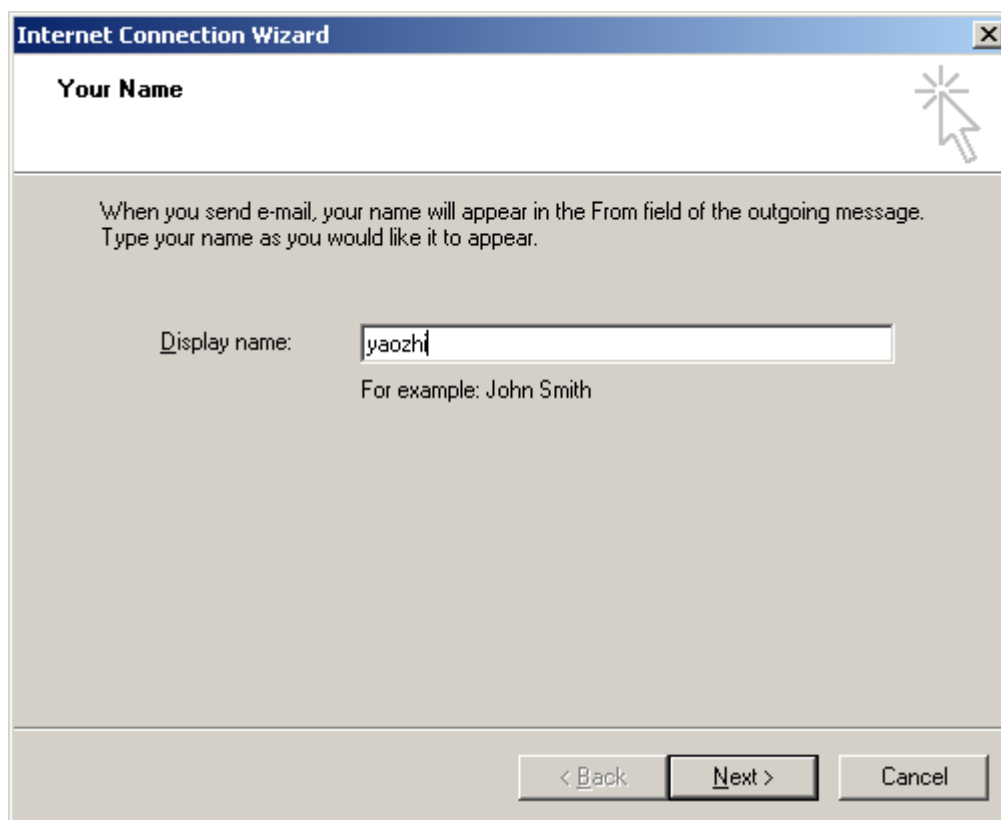 Internet Connection Wizard
Your Name
When you send e-mail, your name will appear in the From field of the outgoing message.
Type your name as you would like it to appear.
Display name: yaozhi
For example: John Smith
< Back Next > Cancel